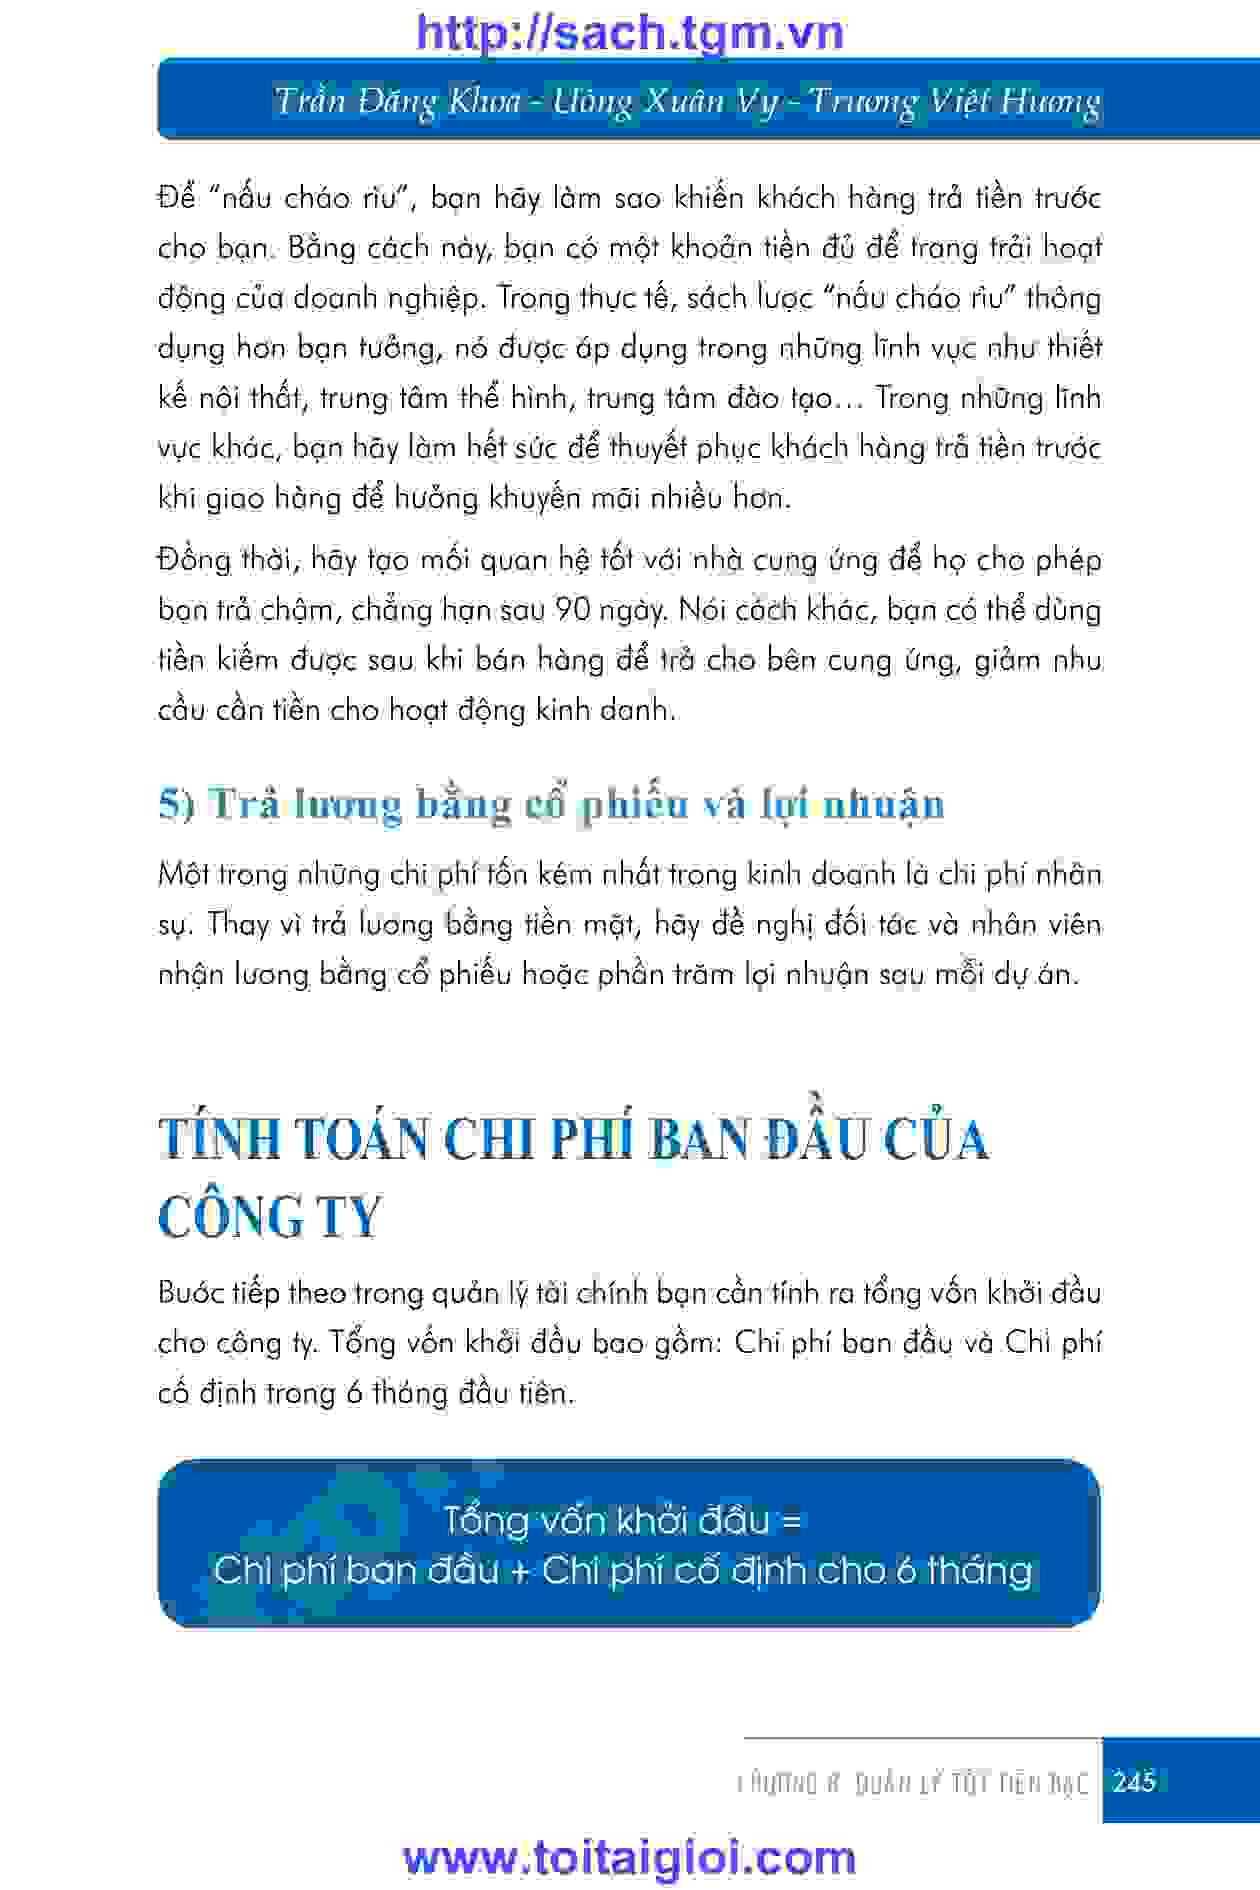 http://sach.tgm.vn
Trần Đăng Khoa - Uông Xuân Vy - Trương Việt Hương
Để “nấu cháo rìu”, bạn hãy làm sao khiến khách hàng trả tiền trước
cho bạn. Bằng cách này, bạn có một khoản tiền đủ để trang trải hoạt
động của doanh nghiệp. Trong thực tế, sách lược “nấu cháo rìu” thông
dụng hơn bạn tưởng, nó được áp dụng trong những lĩnh vực như thiết
kế nội thất, trung tâm thể hình, trung tâm đào tạo... Trong những lĩnh
vực khác, bạn hãy làm hết sức để thuyết phục khách hàng trả tiền trước
khi giao hàng để hưởng khuyến mãi nhiều hơn.
Đồng thời, hãy tạo mối quan hệ tốt với nhà cung ứng để họ cho phép
bạn trả chậm, chẳng hạn sau 90 ngày. Nói cách khác, bạn có thể dùng
tiền kiếm được sau khi bán hàng để trả cho bên cung ứng, giảm nhu
cầu cần tiền cho hoạt động kinh danh.
5) Trả lương bằng cổ phiếu và lợi nhuận
Một trong những chi phí tốn kém nhất trong kinh doanh là chi phí nhân
sự. Thay vì trả lương bằng tiền mặt, hãy đề nghị đối tác và nhân viên
nhận lương bằng cổ phiếu hoặc phần trăm lợi nhuận sau mỗi dự án.
TÍNH TOÁN CHI PHÍ BAN ĐẦU CỦA
CÔNG TY
Bước tiếp theo trong quản lý tài chính bạn cần tính ra tổng vốn khởi đầu
cho công ty. Tổng vốn khởi đầu bao gồm: Chi phí ban đầu và Chi phí
cố định trong 6 tháng đầu tiên.
Tổng vốn khởi đầu =
Chi phí ban đầu + Chi phí cố định cho 6 tháng
CHƯƠNG 8: QUẢN LÝ TỐT TIỀN BẠC 245
www.toitaigioi.com